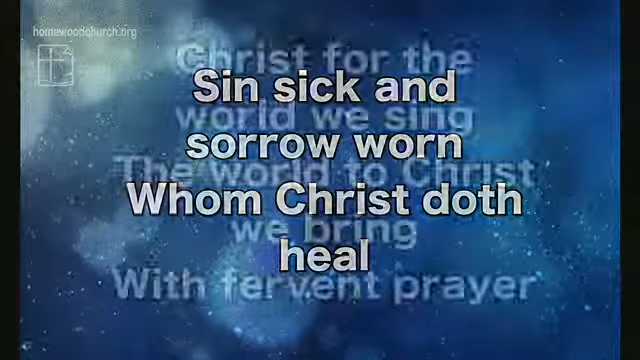 homewoodchurch.org
Christ for the
Sin sick and
world we sing
sorrow worn
The world to Christ
Whom Christ doth
we bring
heal
With fervent prayer